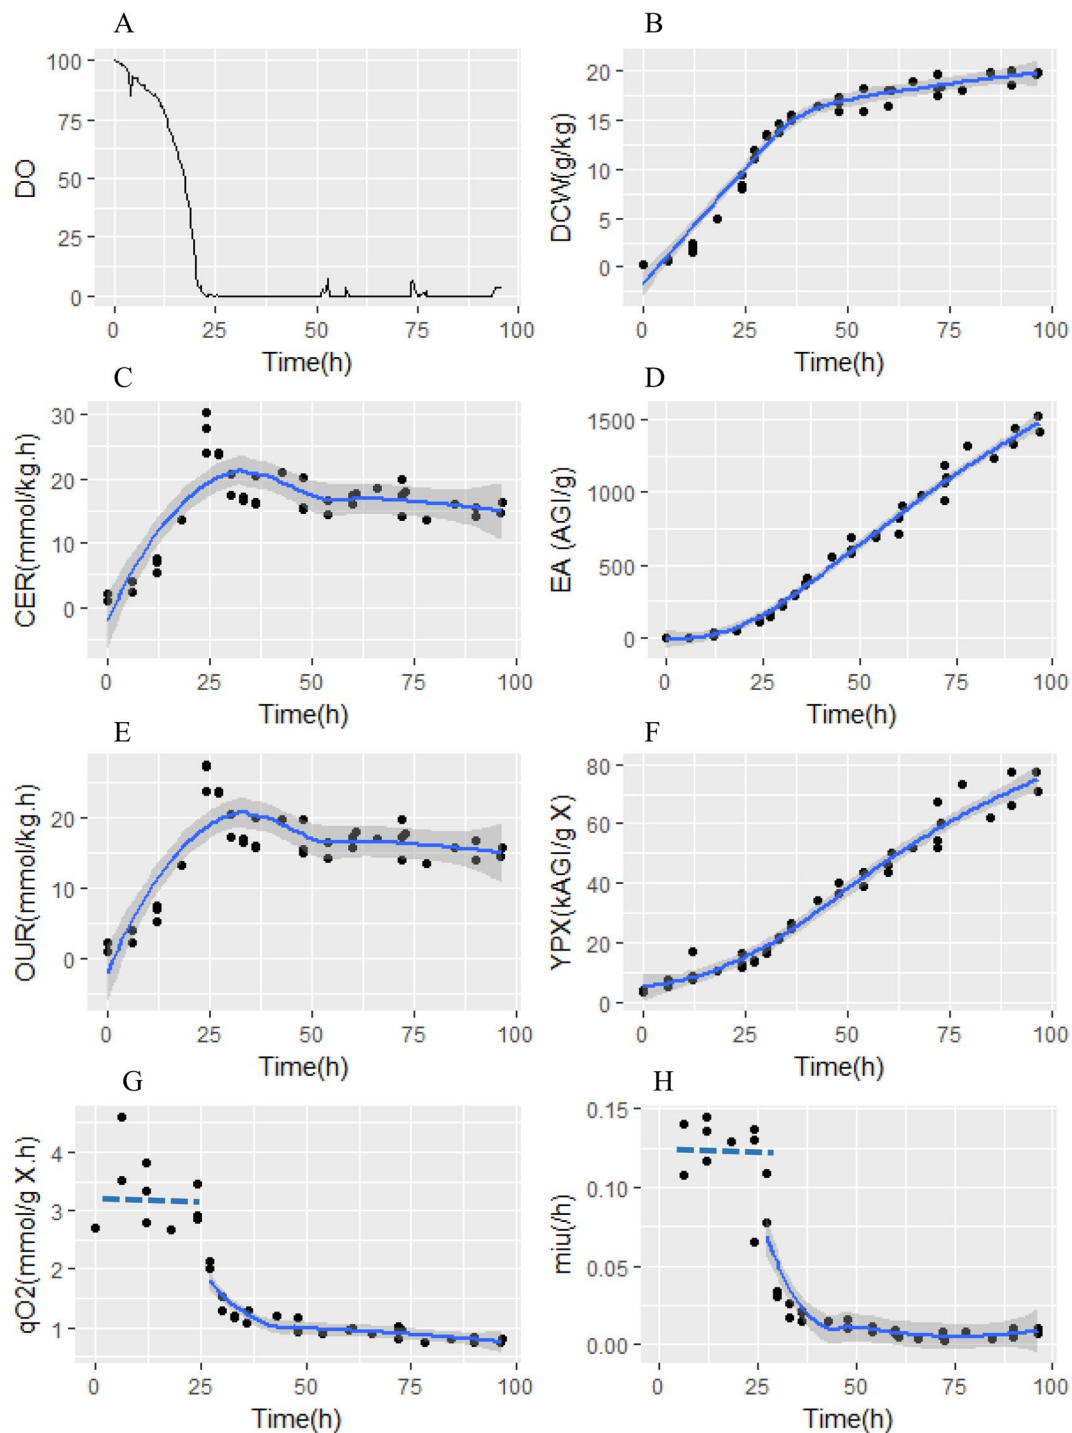 A
100
75
50
25
0
DO
0 25 50 75 100
Time(h)
B
20
15
10
5
0
DCW(g/kg)
0 25 50 75 100
Time(h)
C
30
20
10
0
CER(mmol/kg.h)
0 25 50 75 100
Time(h)
D
1500
1000
500
0
EA (AGI/g)
0 25 50 75 100
Time(h)
E
20
10
0
OUR(mmol/kg.h)
0 25 50 75 100
Time(h)
F
80
60
40
20
0
YPX(kAGI/g X)
0 25 50 75 100
Time(h)
G
4
3
2
1
qO2(mmol/g X.h)
0 25 50 75 100
Time(h)
H
0.15
0.10
0.05
0.00
miu(/h)
0 25 50 75 100
Time(h)